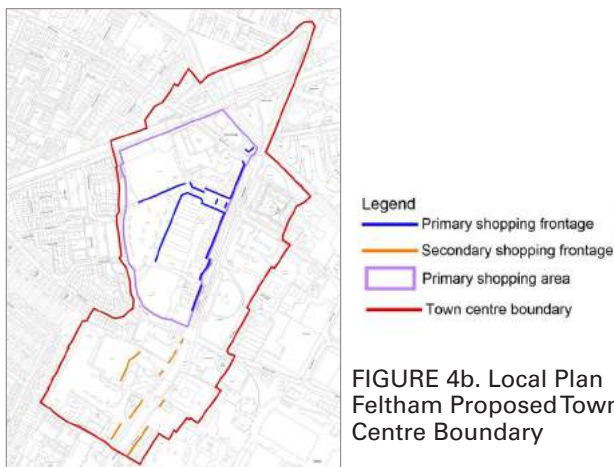 Legend
Primary shopping frontage
Secondary shopping frontage
Primary shopping area
Town centre boundary
FIGURE 4b. Local Plan
Feltham Proposed Town
Centre Boundary